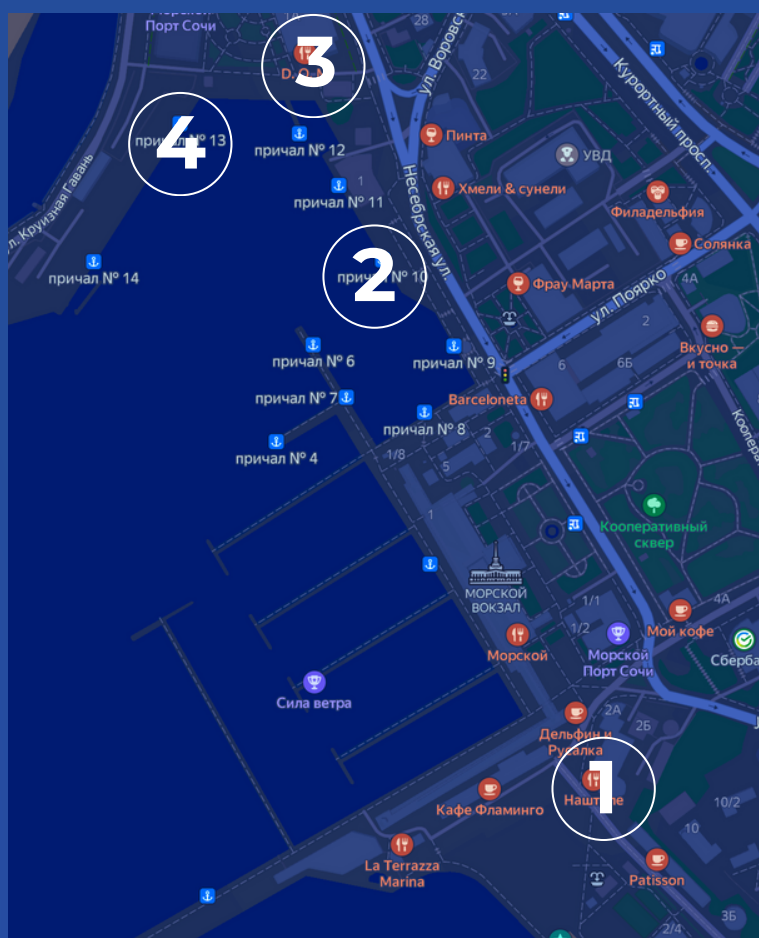 Порт Сочи
28
ул. Воровс
3
22
Курортный просп.
4
причал № 13
причал № 12
Пинта
УВД
1
причал № 11
Хмели & сунели
Несебрская ул.
Филадельфия
Солянка
ул. Круизная Гавань
причал № 14
2
причал № 10
Фрау Марта
ул. Поярко
4А
2
Вкусно —
и точка
причал № 6
причал № 9
6
6Б
причал № 7
Barceloneta
причал № 8
2
1/7
Коопера
причал № 4
1/8
5
1
Кооперативный
сквер
МОРСКОЙ
ВОКЗАЛ
1/1
1/2
4А
Мой кофе
Морской
Морской
Порт Сочи
Сберба
Сила ветра
2А
2Б
Дельфин и
Русалка
1
Кафе Фламинго
10/2
10
La Terrazza
Marina
Patisson
3Б
2/4